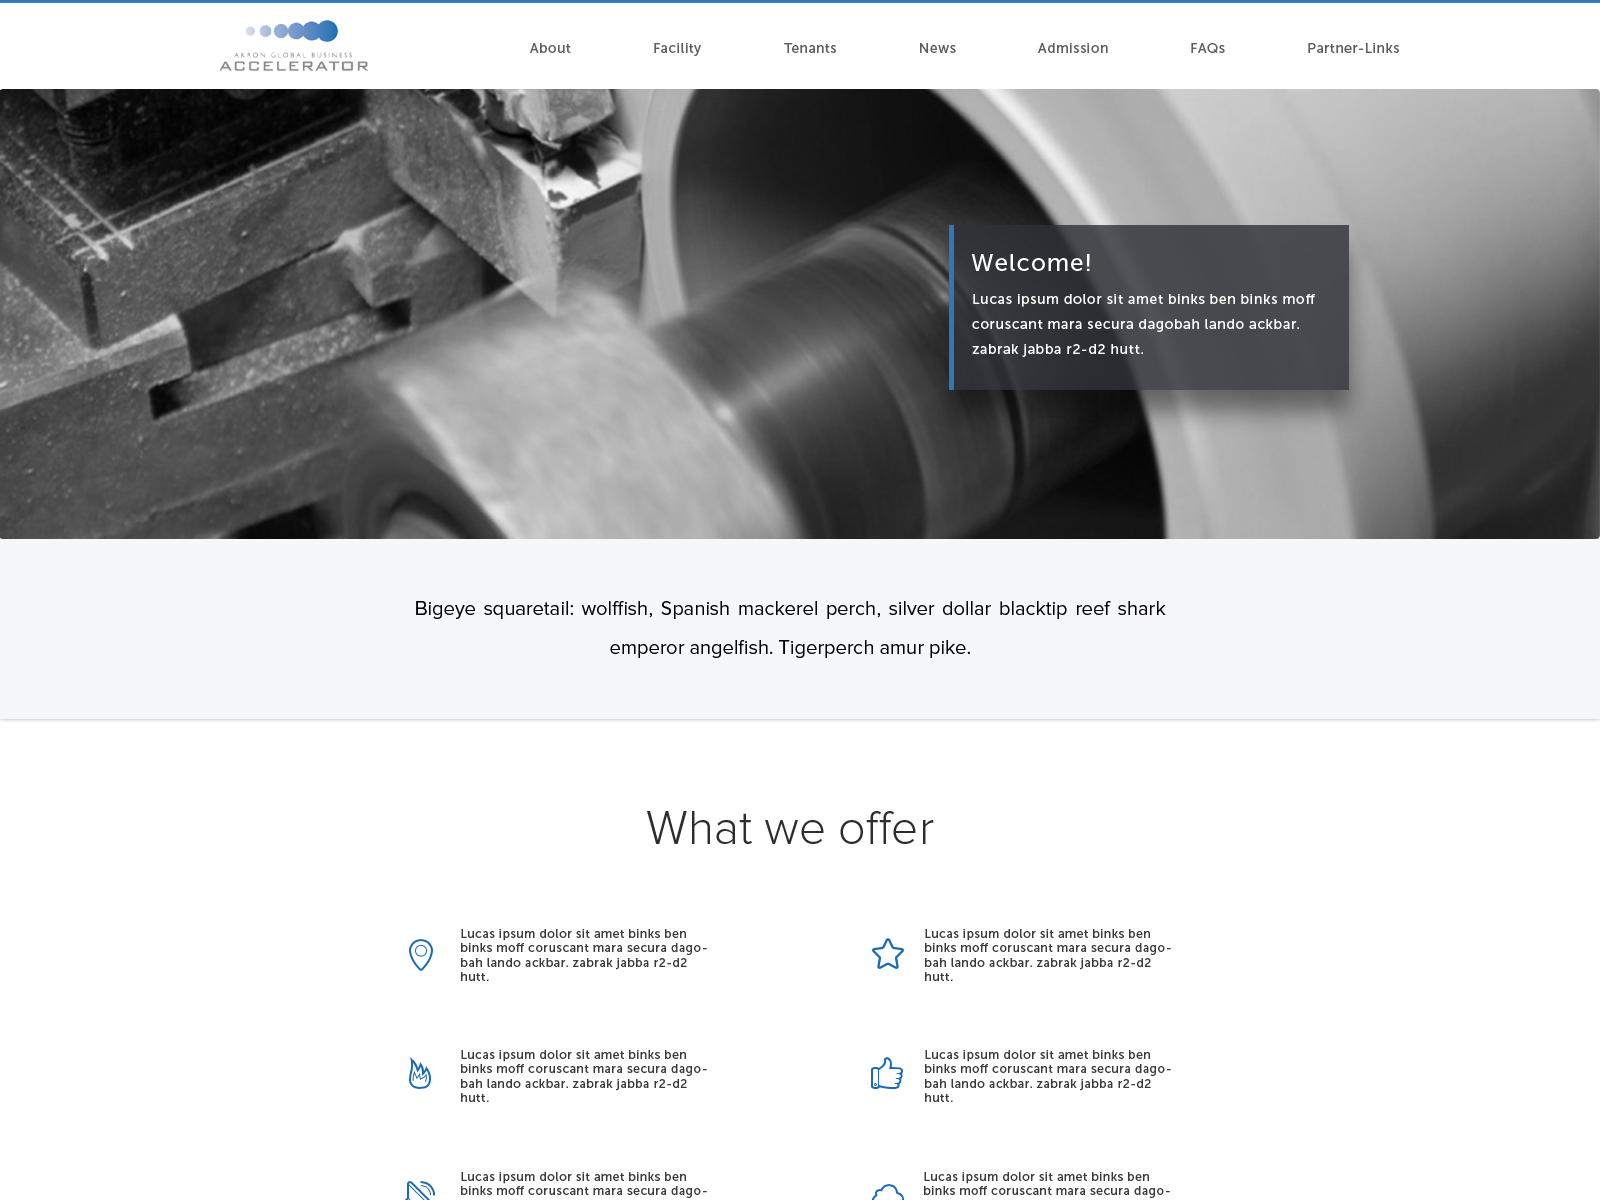 AKRON GLOBAL BUSINESS
ACCELERATOR
About
Facility
Tenants
News
Admission
FAQs
Partner-Links
Welcome!
Lucas ipsum dolor sit amet binks ben binks moff
coruscant mara secura dagobah lando ackbar.
zabrak jabba r2-d2 hutt.
Bigeye squaretail: wolffish, Spanish mackerel perch, silver dollar blacktip reef shark
emperor angelfish. Tigerperch amur pike.
What we offer
Lucas ipsum dolor sit amet binks ben
binks moff coruscant mara secura dago-
bah lando ackbar. zabrak jabba r2-d2
hutt.
Lucas ipsum dolor sit amet binks ben
binks moff coruscant mara secura dago-
bah lando ackbar. zabrak jabba r2-d2
hutt.
Lucas ipsum dolor sit amet binks ben
binks moff coruscant mara secura dago-
bah lando ackbar. zabrak jabba r2-d2
hutt.
Lucas ipsum dolor sit amet binks ben
binks moff coruscant mara secura dago-
bah lando ackbar. zabrak jabba r2-d2
hutt.
Lucas ipsum dolor sit amet binks ben
binks moff coruscant mara secura dago-
Lucas ipsum dolor sit amet binks ben
binks moff coruscant mara secura dago-